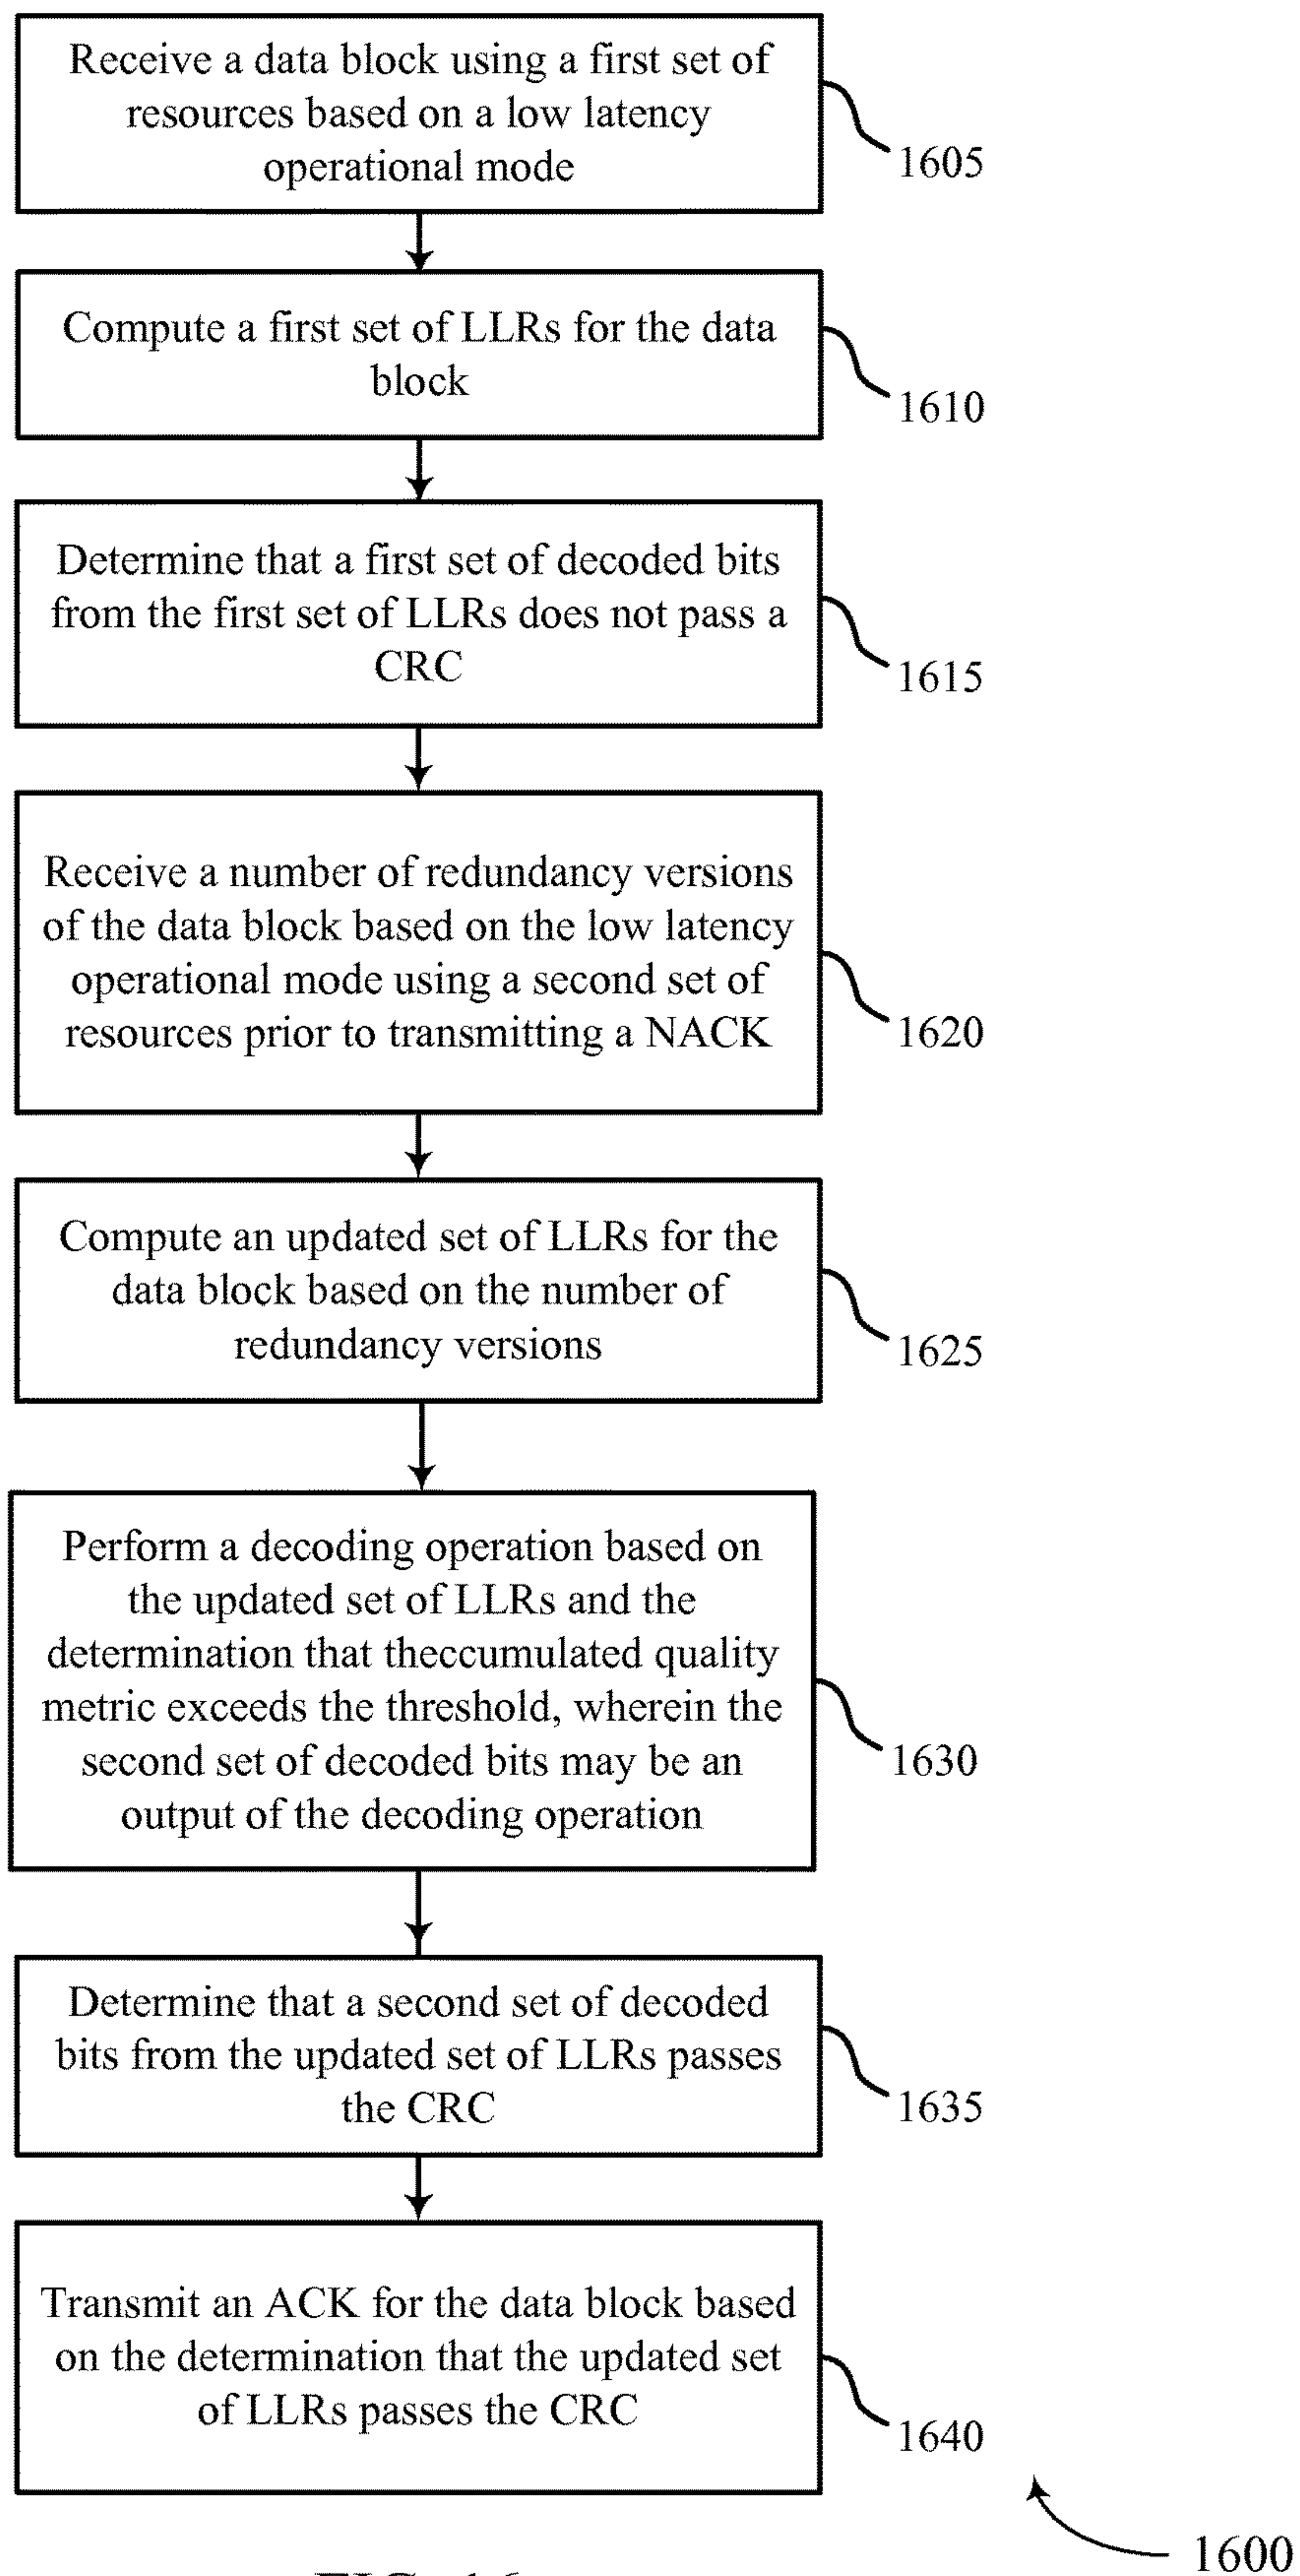 Receive a data block using a first set of
resources based on a low latency
operational mode
1605
Compute a first set of LLRs for the data
block
1610
Determine that a first set of decoded bits
from the first set of LLRs does not pass a
CRC
1615
Receive a number of redundancy versions
of the data block based on the low latency
operational mode using a second set of
resources prior to transmitting a NACK
1620
Compute an updated set of LLRs for the
data block based on the number of
redundancy versions
1625
Perform a decoding operation based on
the updated set of LLRs and the
determination that theccumulated quality
metric exceeds the threshold, wherein the
second set of decoded bits may be an
output of the decoding operation
1630
Determine that a second set of decoded
bits from the updated set of LLRs passes
the CRC
1635
Transmit an ACK for the data block based
on the determination that the updated set
of LLRs passes the CRC
1640
1600